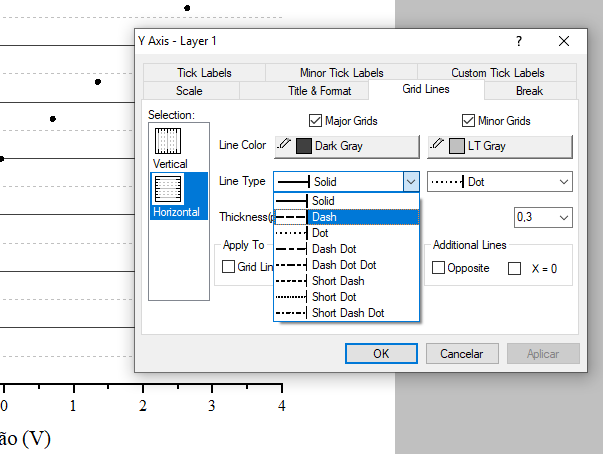 Y Axis - Layer 1
?
Tick Labels Minor Tick Labels Custom Tick Labels
Scale Title & Format Grid Lines Break
Selection:
Vertical
Horizontal
Major Grids Minor Grids
Line Color Dark Gray LT Gray
Line Type Solid Dot
Solid
Dash
Dot
Dash Dot
Dash Dot Dot
Short Dash
Short Dot
Short Dash Dot
Thickness(p 0,3
Apply To
Grid Lin
Additional Lines
Opposite X = 0
OK Cancelar Aplicar
0 1 2 3 4
ão (V)